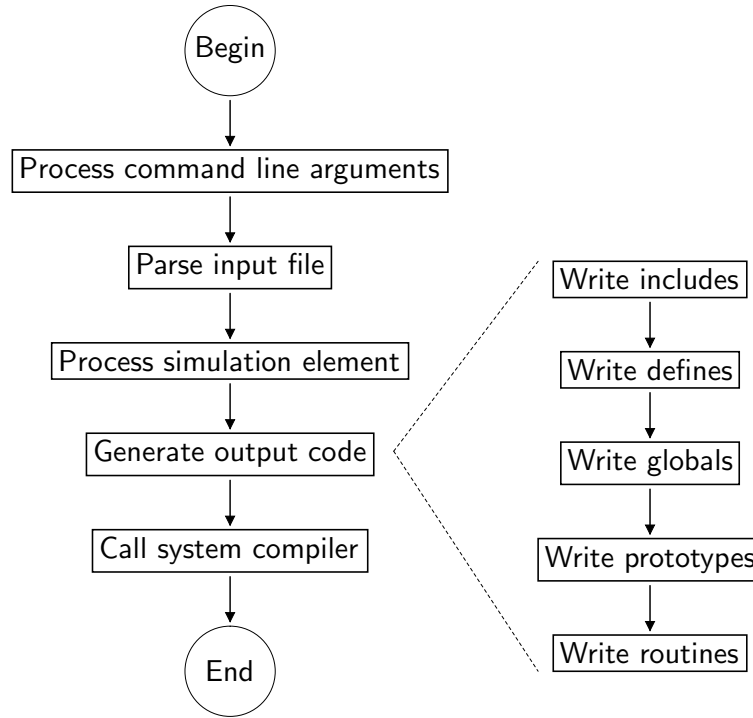 Begin
Process command line arguments
Parse input file
Process simulation element
Generate output code
Call system compiler
End
Write includes
Write defines
Write globals
Write prototypes
Write routines